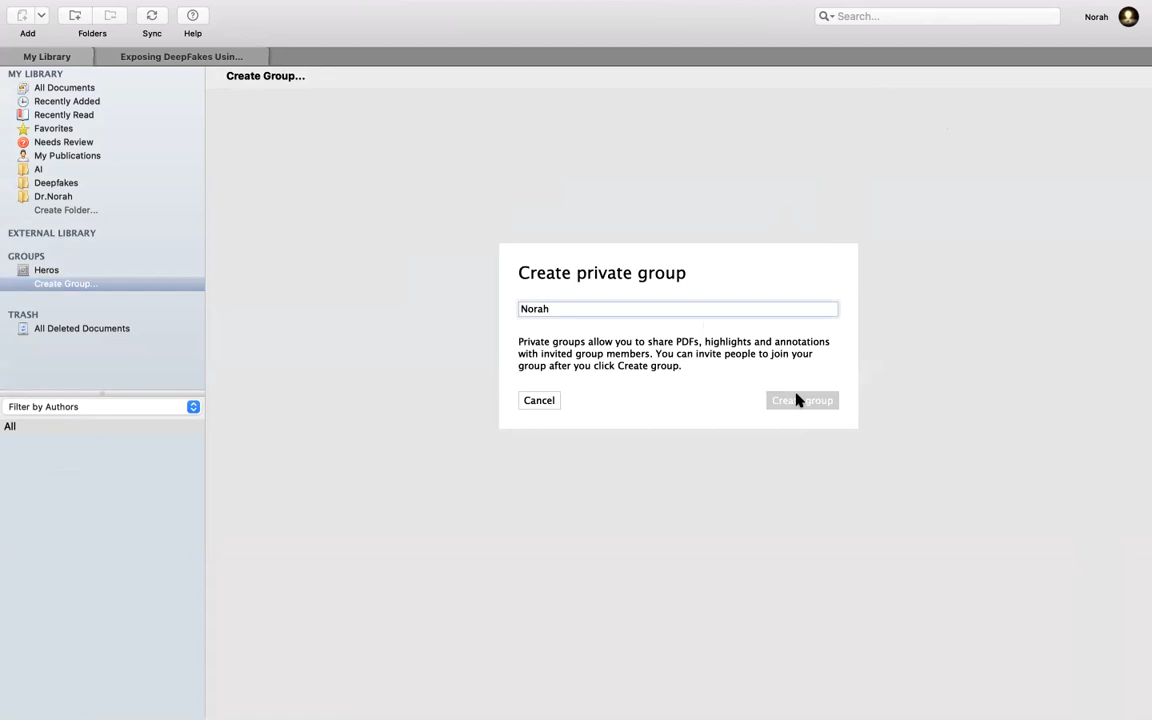 Search...
Norah
Add
Folders
Sync
Help
My Library
Exposing DeepFakes Usin...
MY LIBRARY
All Documents
Recently Added
Recently Read
Favorites
Needs Review
My Publications
AI
Deepfakes
Dr.Norah
Create Folder...
EXTERNAL LIBRARY
GROUPS
Heros
Create Group...
TRASH
All Deleted Documents
Filter by Authors
All
Create Group...
Create private group
Norah
Private groups allow you to share PDFs, highlights and annotations
with invited group members. You can invite people to join your
group after you click Create group.
Cancel
Create group